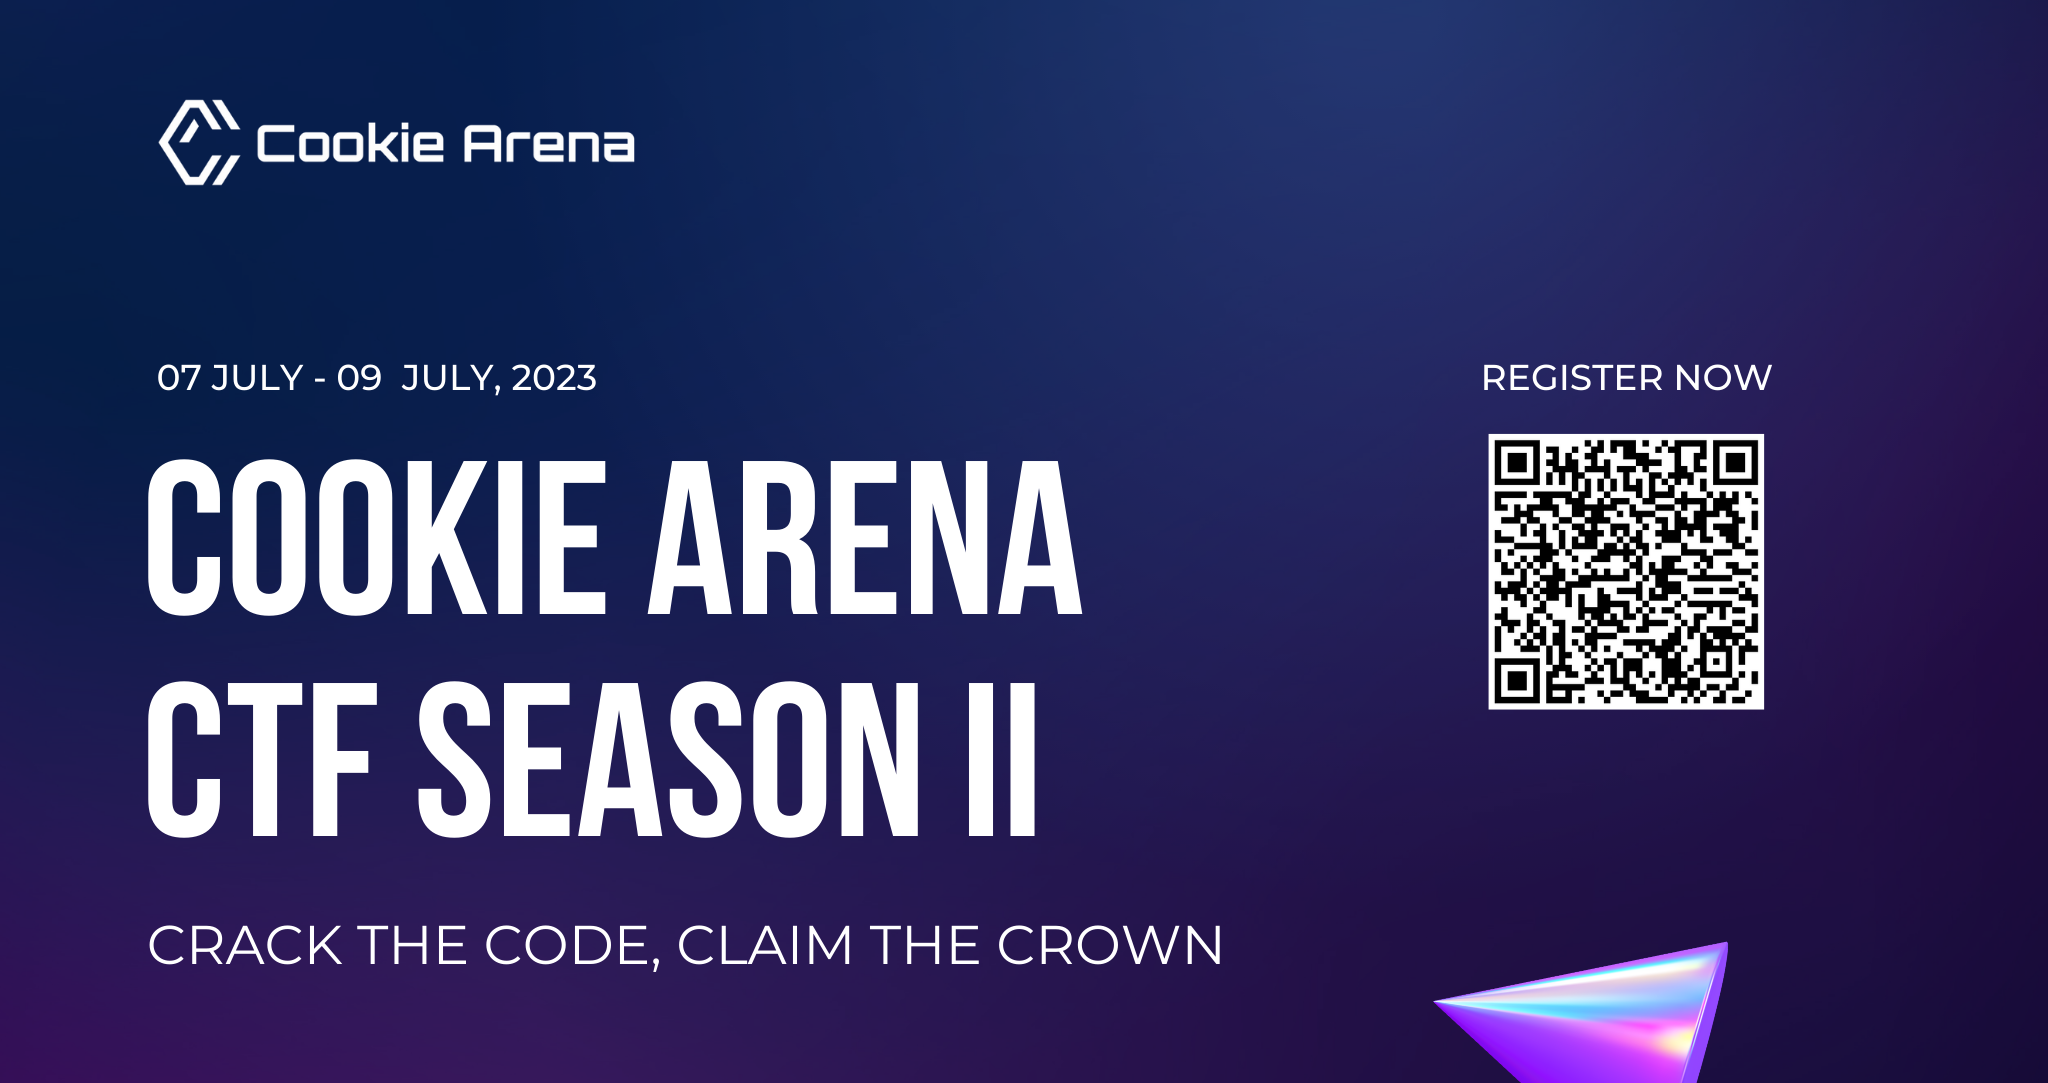 Cookie Arena
07 JULY - 09 JULY, 2023
REGISTER NOW
COOKIE ARENA
CTF SEASON II
CRACK THE CODE, CLAIM THE CROWN